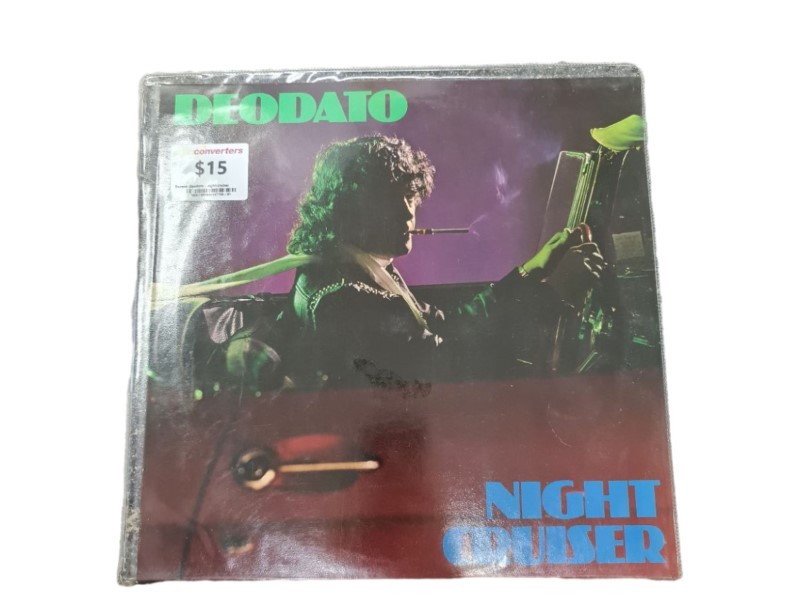 DEODATO
converters
$15
NIGHT
CRUISER